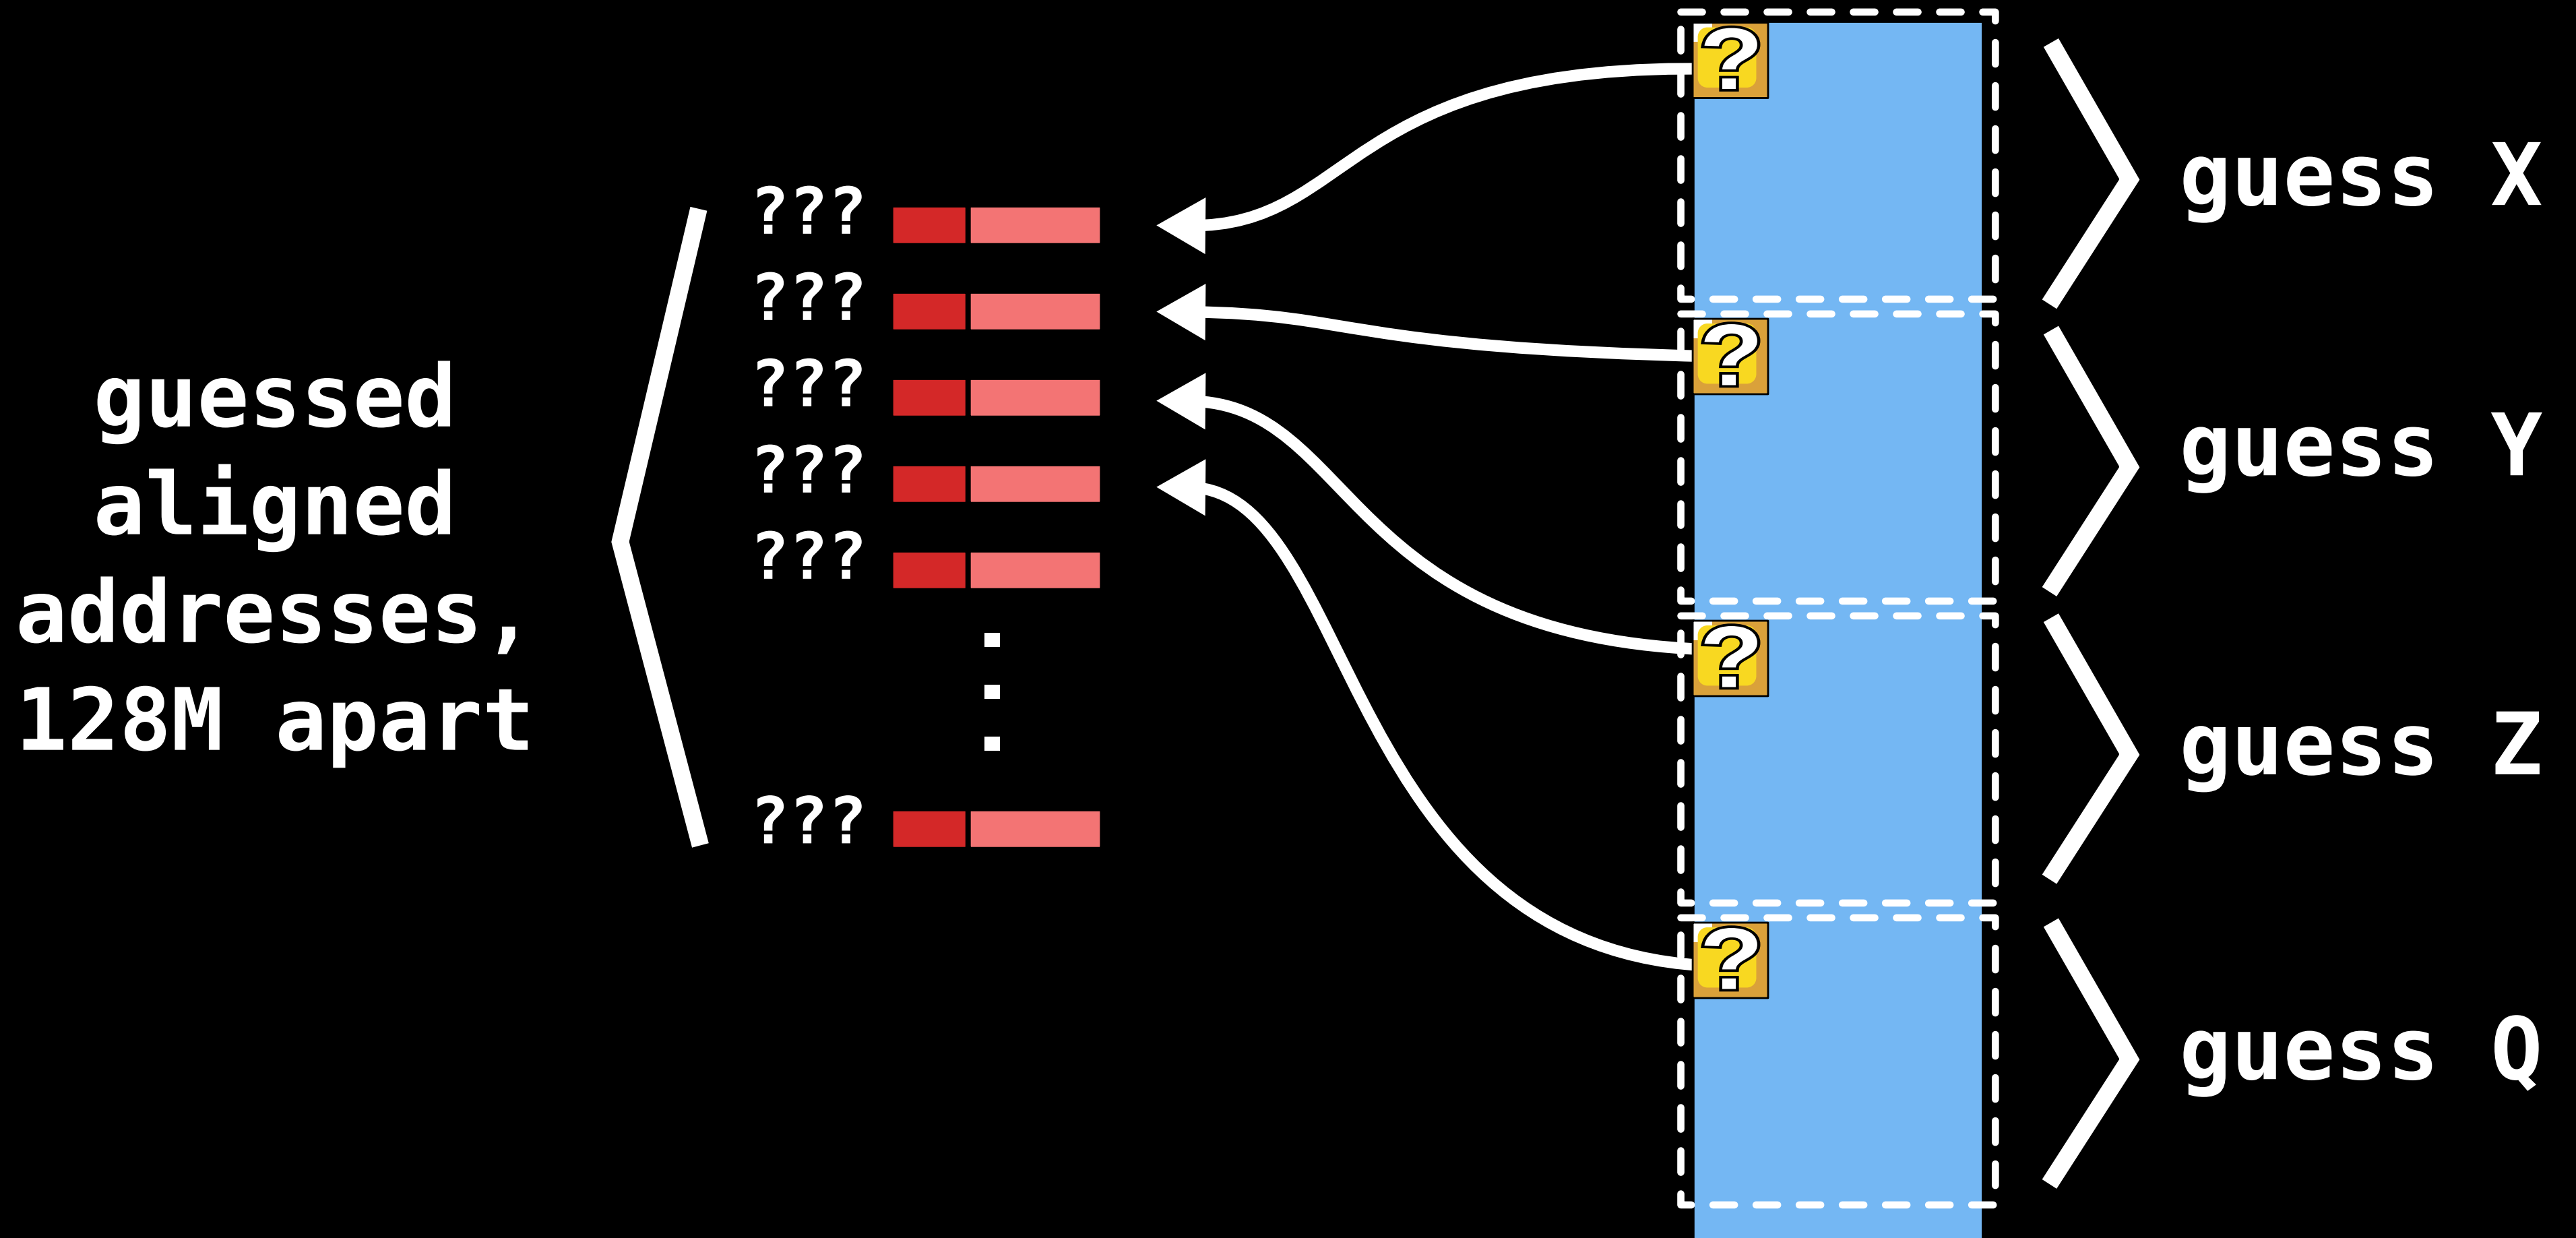 guessed
aligned
addresses,
128M apart
???
???
???
???
???
???
?
?
?
?
guess X
guess Y
guess Z
guess Q